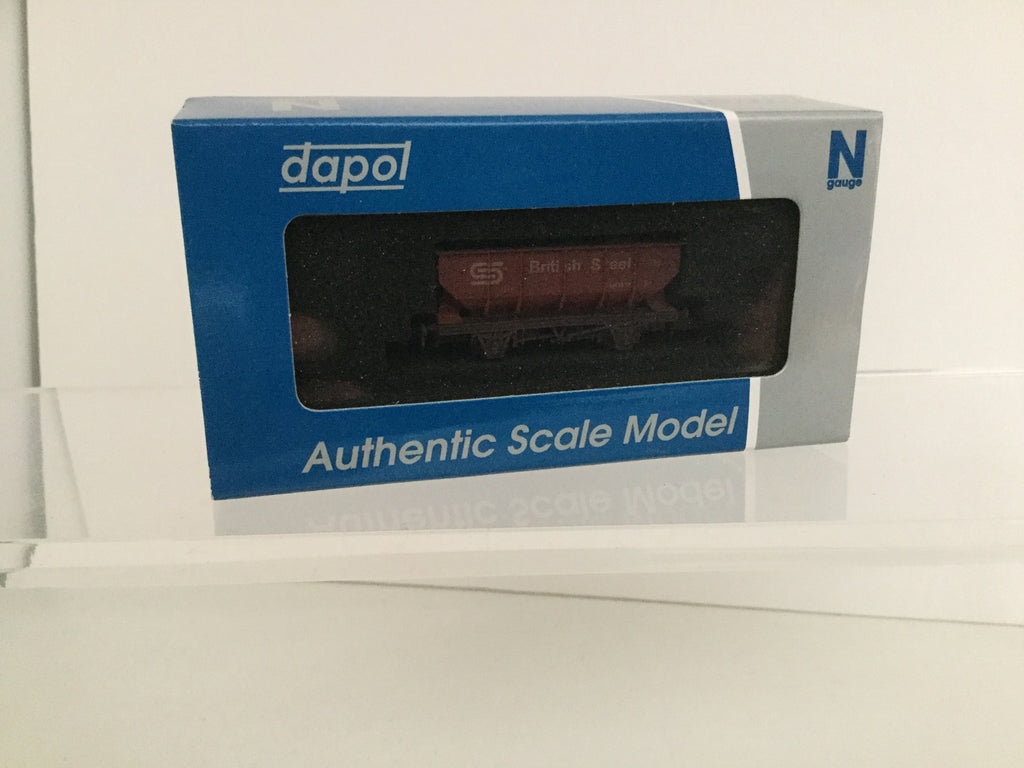 dapol
N
gauge
British Steel
Authentic Scale Model